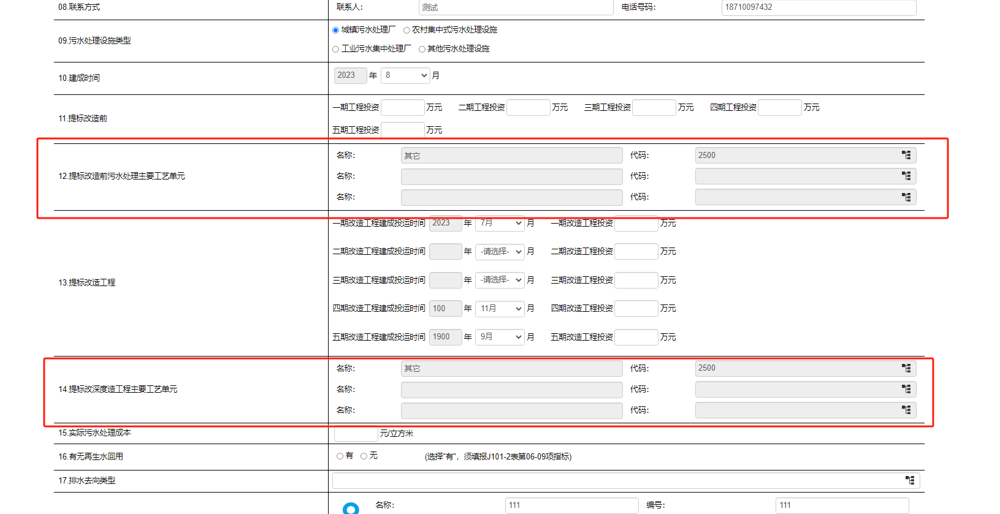 08.联系方式 联系人: 测试 电话号码: 18710097432
城镇污水处理厂 农村集中式污水处理设施
09.污水处理设施类型
工业污水集中处理厂 其他污水处理设施
10.建成时间 2023 年 8 月
一期工程投资 万元 二期工程投资 万元 三期工程投资 万元 四期工程投资 万元
11.提标改造前
五期工程投资 万元
名称: 其它 代码: 2500
12.提标改造前污水处理主要工艺单元 名称: 代码:
名称: 代码:
一期改造工程建成投运时间 2023 年 7月 月 一期改造工程投资 万元
二期改造工程建成投运时间 年 -请选择- 月 二期改造工程投资 万元
13.提标改造工程 三期改造工程建成投运时间 年 -请选择- 月 三期改造工程投资 万元
四期改造工程建成投运时间 100 年 11月 月 四期改造工程投资 万元
五期改造工程建成投运时间 1900 年 9月 月 五期改造工程投资 万元
名称: 其它 代码: 2500
14.提标改深度造工程主要工艺单元 名称: 代码:
名称: 代码:
15.实际污水处理成本 元/立方米
16.有无再生水回用 有 无 (选择"有"，须填报J101-2表第06-09项指标)
17.排水去向类型
名称: 111 编号: 111